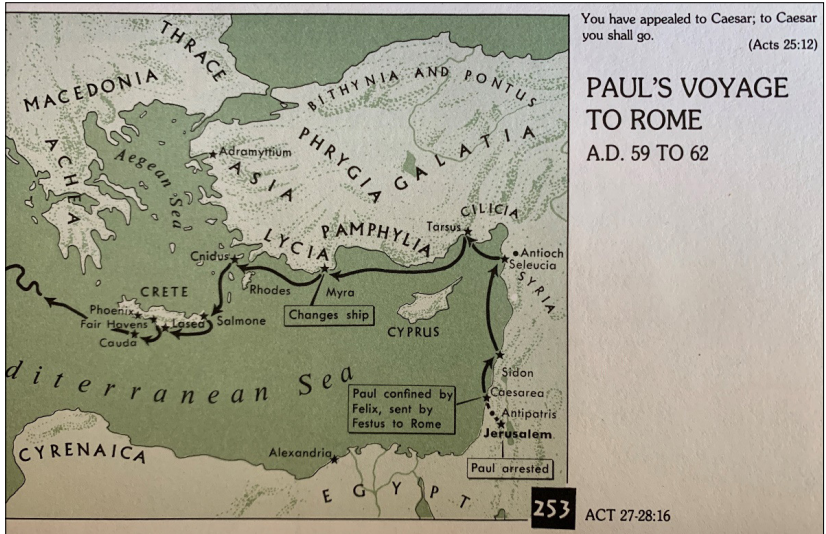 You have appealed to Caesar; to Caesar
you shall go.
(Acts 25:12)
PAUL'S VOYAGE
TO ROME
A.D. 59 TO 62
THRACE
MACEDONIA
BITHYNIA AND PONTUS
ACHEA
Aegean Sea
Adramyttium
ASIA
PHRYGIA
GALATIA
CILICIA
Tarsus
PAMPHYLIA
LYCIA
Antioch
Seleucia
SYRIA
Cnidus
Rhodes
Myra
Changes ship
CYPRUS
CRETE
Phoenix
Fair Havens
Lasea
Salmone
Cauda
diterranean Sea
Sidon
Paul confined by
Felix, sent by
Festus to Rome
Caesarea
Antipatris
Jerusalem
Paul arrested
CYRENAICA
Alexandria
EGYPT
253
ACT 27-28:16